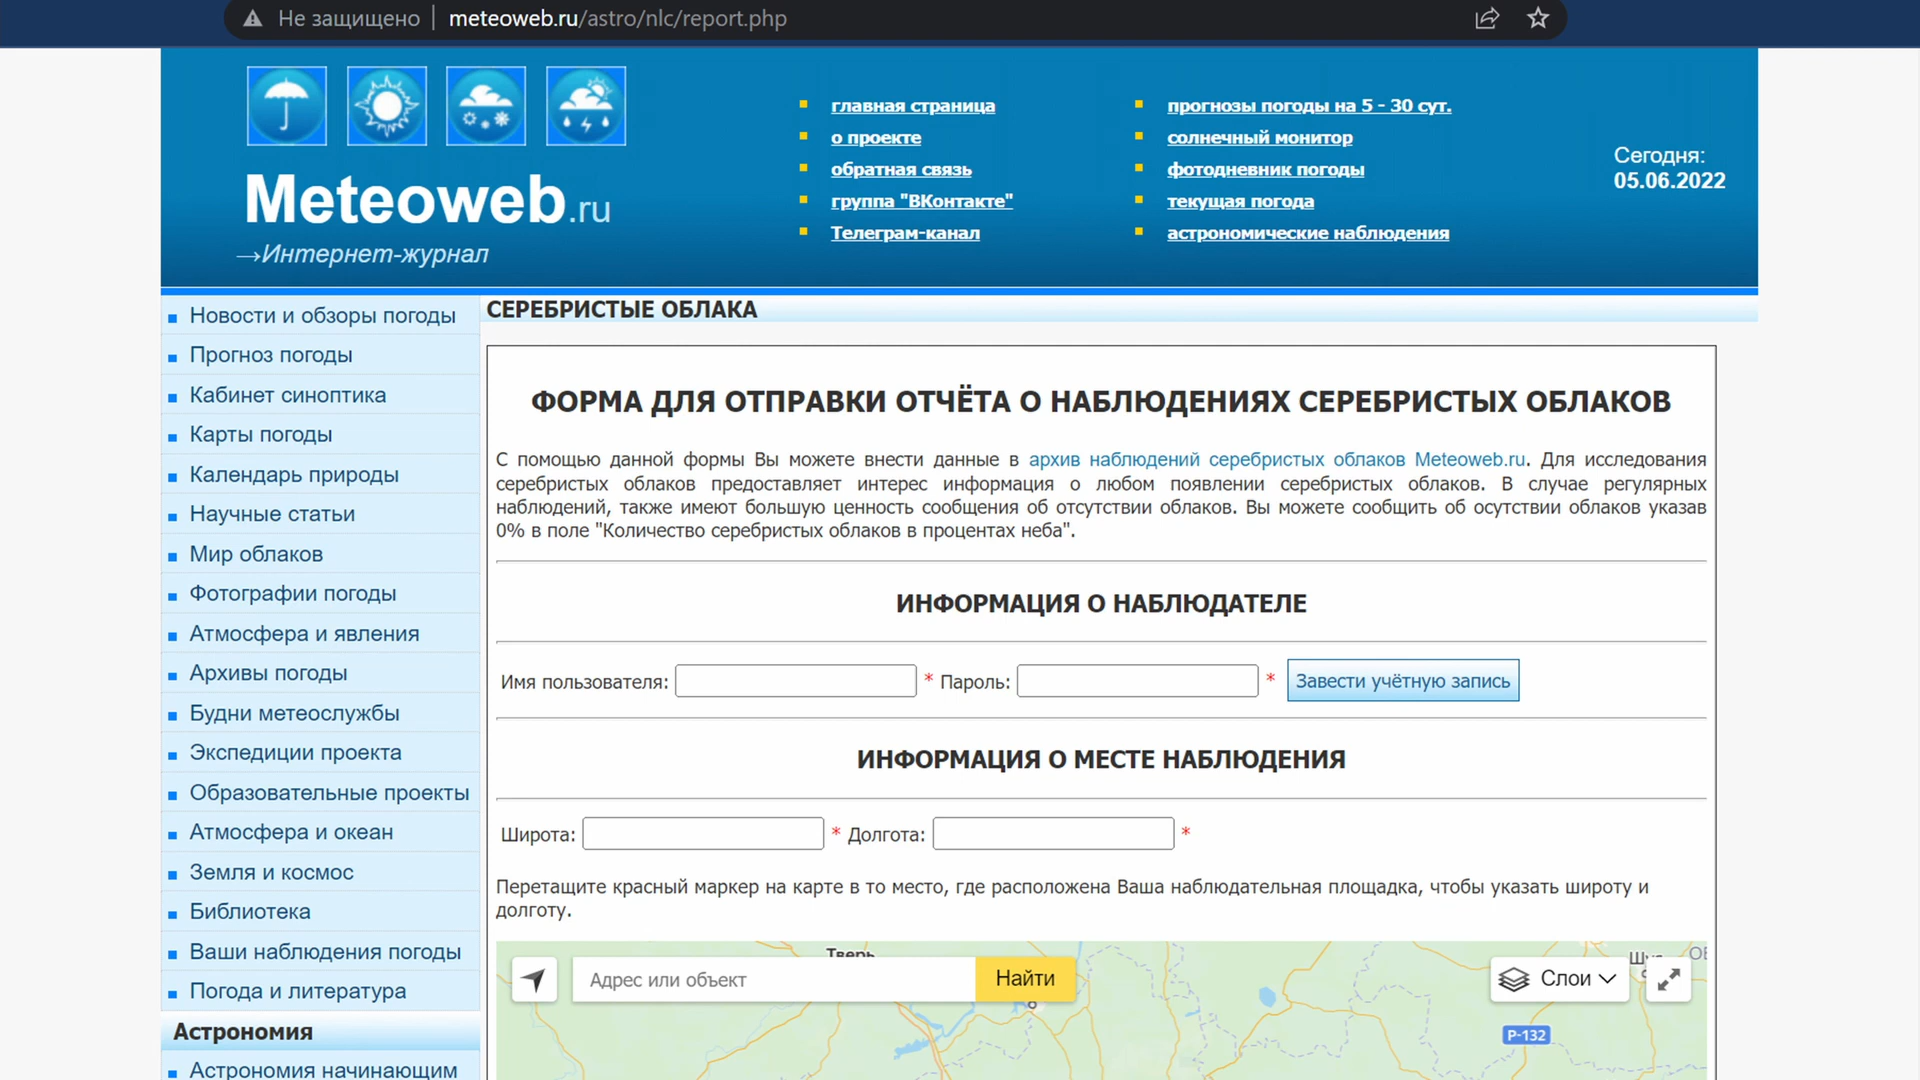 Не защищено meteoweb.ru/astro/nlc/report.php
Meteoweb.ru
→Интернет-журнал
главная страница
о проекте
обратная связь
группа "ВКонтакте"
Телеграм-канал
прогнозы погоды на 5 - 30 сут.
солнечный монитор
фотодневник погоды
текущая погода
астрономические наблюдения
Сегодня:
05.06.2022
Новости и обзоры погоды
Прогноз погоды
Кабинет синоптика
Карты погоды
Календарь природы
Научные статьи
Мир облаков
Фотографии погоды
Атмосфера и явления
Архивы погоды
Будни метеослужбы
Экспедиции проекта
Образовательные проекты
Атмосфера и океан
Земля и космос
Библиотека
Ваши наблюдения погоды
Погода и литература
Астрономия
Астрономия начинающим
СЕРЕБРИСТЫЕ ОБЛАКА
ФОРМА ДЛЯ ОТПРАВКИ ОТЧЁТА О НАБЛЮДЕНИЯХ СЕРЕБРИСТЫХ ОБЛАКОВ
С помощью данной формы Вы можете внести данные в архив наблюдений серебристых облаков Meteoweb.ru. Для исследования
серебристых облаков предоставляет интерес информация о любом появлении серебристых облаков. В случае регулярных
наблюдений, также имеют большую ценность сообщения об отсутствии облаков. Вы можете сообщить об осутствии облаков указав
0% в поле "Количество серебристых облаков в процентах неба".
ИНФОРМАЦИЯ О НАБЛЮДАТЕЛЕ
Имя пользователя: * Пароль: * Завести учётную запись
ИНФОРМАЦИЯ О МЕСТЕ НАБЛЮДЕНИЯ
Широта: * Долгота: *
Перетащите красный маркер на карте в то место, где расположена Ваша наблюдательная площадка, чтобы указать широту и
долготу.
Тверь
Адрес или объект Найти Слои
Р-132